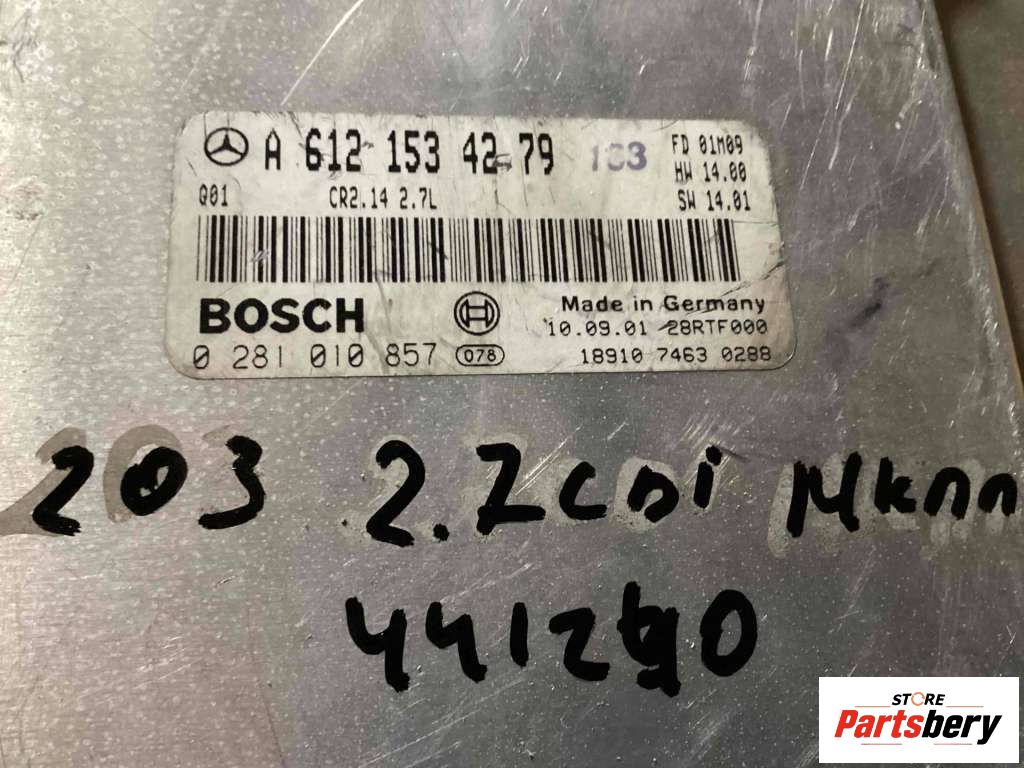 A 612 153 42 79
FD 01M09
HW 14.00
Q01 CR2.14 2.7L SW 14.01
BOSCH
Made in Germany
10.09.01 28RTF000
0 281 010 857 078 18910 7463 0288
203 2.7CDi Мкпп
STORE
Partsbery